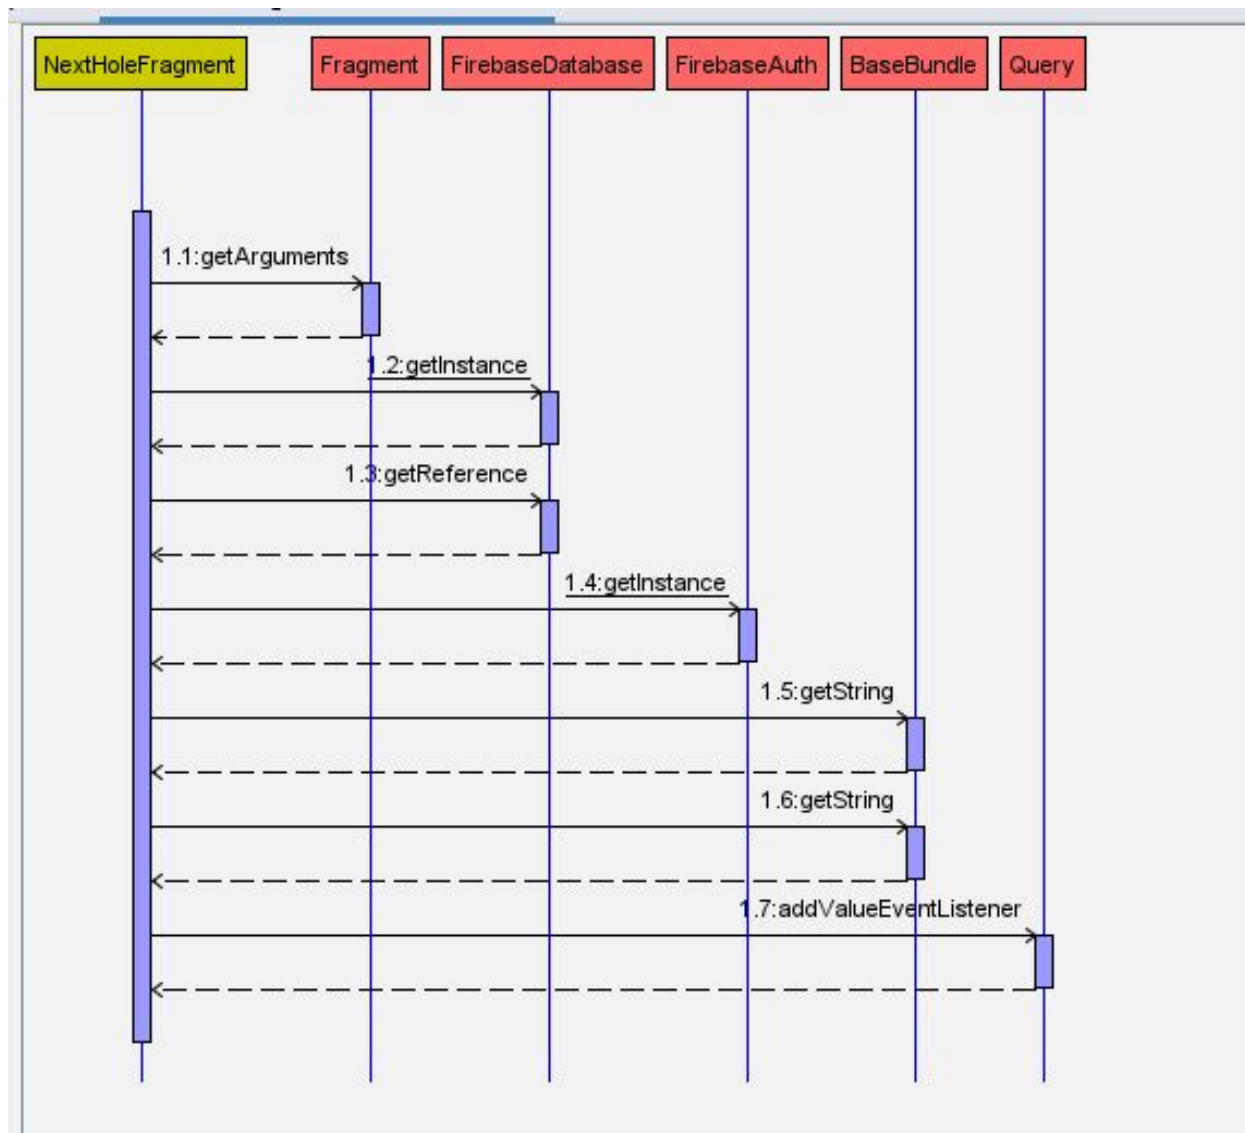 NextHoleFragment Fragment FirebaseDatabase FirebaseAuth BaseBundle Query
1.1:getArguments
1.2:getInstance
1.3:getReference
1.4:getInstance
1.5:getString
1.6:getString
1.7:addValueEventListener